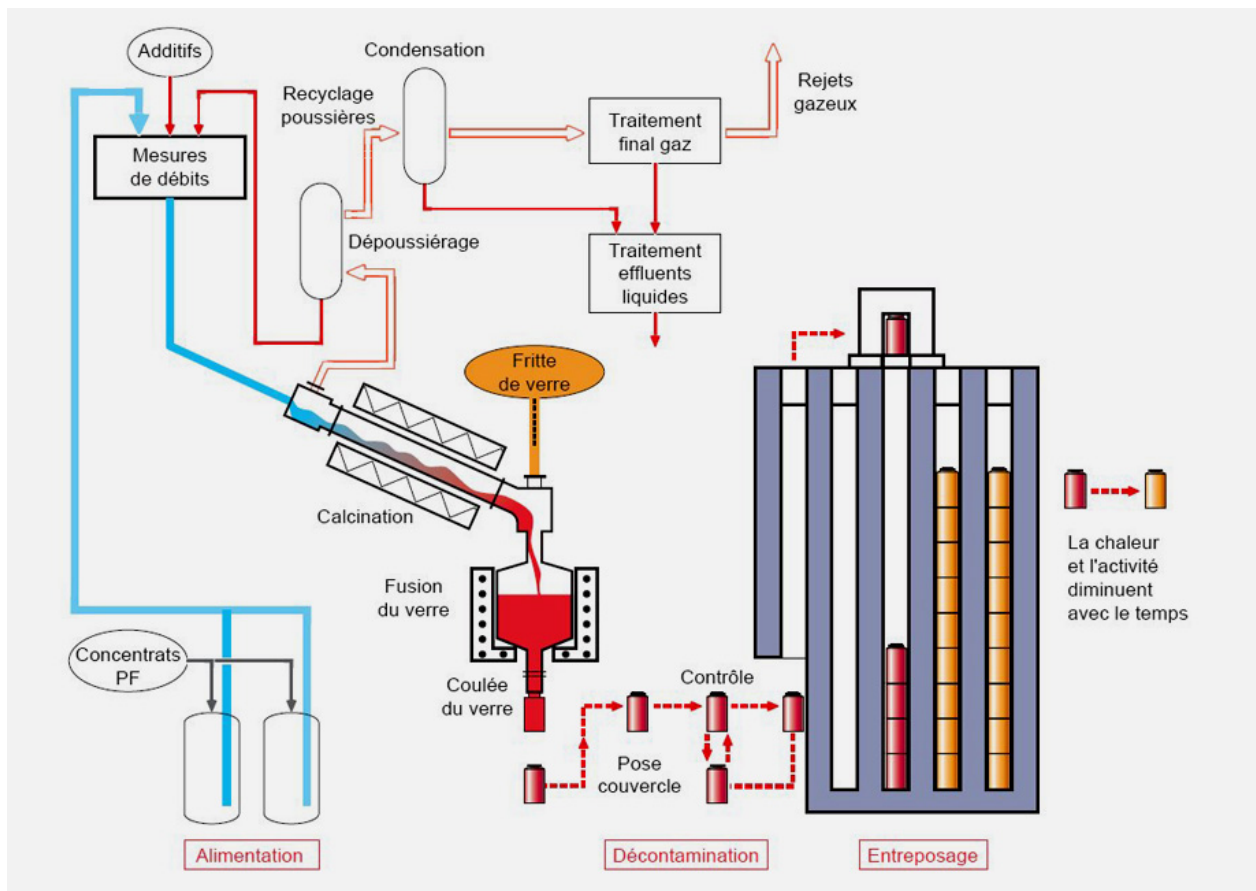 Additifs
Condensation
Recyclage
poussières
Rejets
gazeux
Traitement
final gaz
Mesures
de débits
Dépoussiérage
Traitement
effluents
liquides
Fritte
de verre
Calcination
La chaleur
et l'activité
diminuent
avec le temps
Fusion
du verre
Concentrats
PF
Coulée
du verre
Contrôle
Pose
couvercle
Alimentation
Décontamination
Entreposage